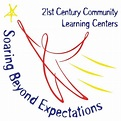 21st Century Community
Learning Centers
Soaring Beyond Expectations